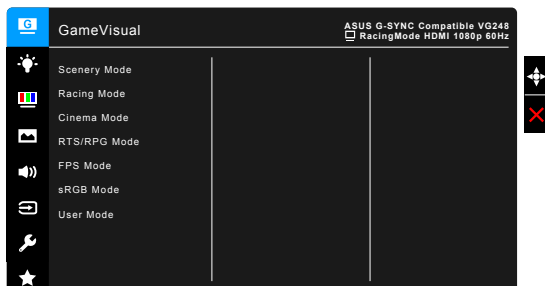 G
GameVisual
ASUS G-SYNC Compatible VG248
RacingMode HDMI 1080p 60Hz
Scenery Mode
Racing Mode
Cinema Mode
RTS/RPG Mode
FPS Mode
sRGB Mode
User Mode